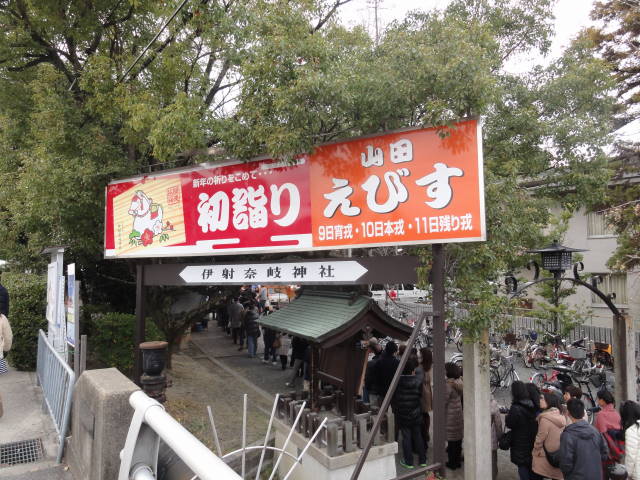 新年の祈りをこめて・・・
初詣り
山田
えびす
9日宵戎・10日本戎・11日残り戎
伊射奈岐神社